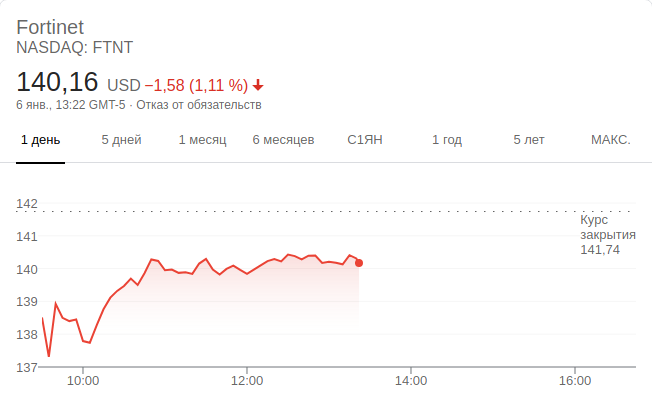 Fortinet
NASDAQ: FTNT
140,16 USD −1,58 (1,11 %)
6 янв., 13:22 GMT-5 · Отказ от обязательств
1 день 5 дней 1 месяц 6 месяцев С1ЯН 1 год 5 лет МАКС.
142
141
140
139
138
137
Курс
закрытия
141,74
10:00 12:00 14:00 16:00